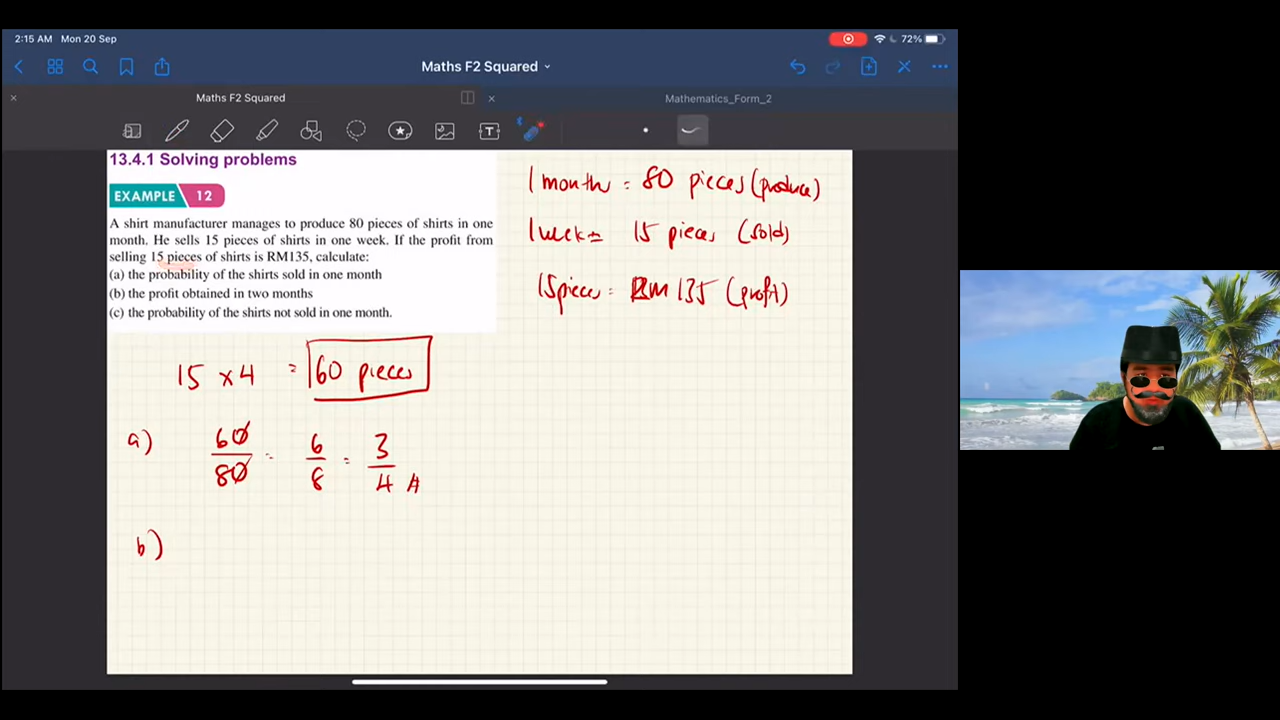 2:15 AM Mon 20 Sep
72%
Maths F2 Squared
Maths F2 Squared
Mathematics_Form_2
13.4.1 Solving problems
EXAMPLE 12
A shirt manufacturer manages to produce 80 pieces of shirts in one
month. He sells 15 pieces of shirts in one week. If the profit from
selling 15 pieces of shirts is RM135, calculate:
(a) the probability of the shirts sold in one month
(b) the profit obtained in two months
(c) the probability of the shirts not sold in one month.
1 month = 80 pieces (produce)
1 week = 15 pieces (sold)
15 pieces = RM 135 (profit)
15 x 4 = 60 pieces
a) 60/80 = 6/8 = 3/4
b)